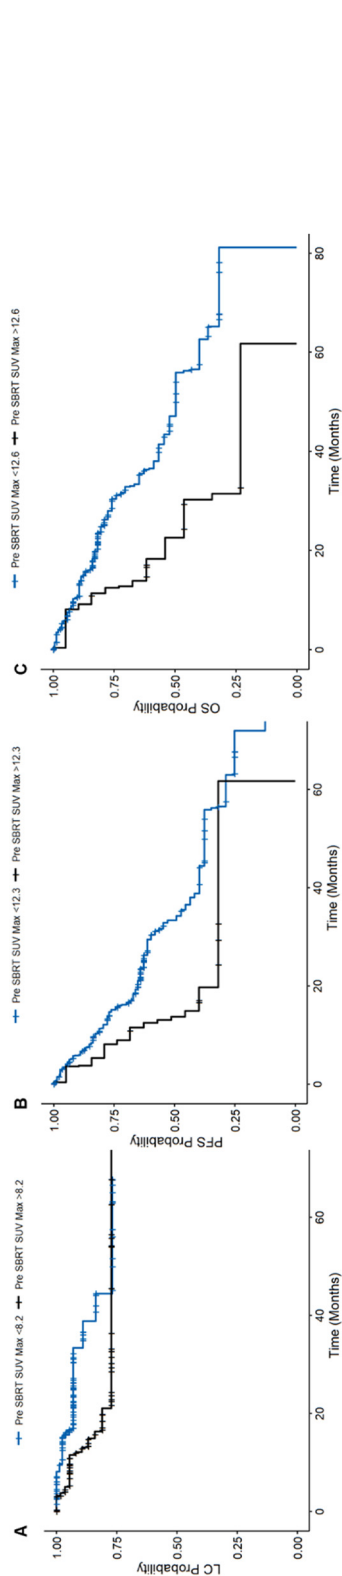 A
Pre SBRT SUV Max <8.2 Pre SBRT SUV Max >8.2
LC Probability
1.00
0.75
0.50
0.25
0.00
0 20 40 60
Time (Months)
B
Pre SBRT SUV Max <12.3 Pre SBRT SUV Max >12.3
PFS Probability
1.00
0.75
0.50
0.25
0.00
0 20 40 60
Time (Months)
C
Pre SBRT SUV Max <12.6 Pre SBRT SUV Max >12.6
OS Probability
1.00
0.75
0.50
0.25
0.00
0 20 40 60 80
Time (Months)